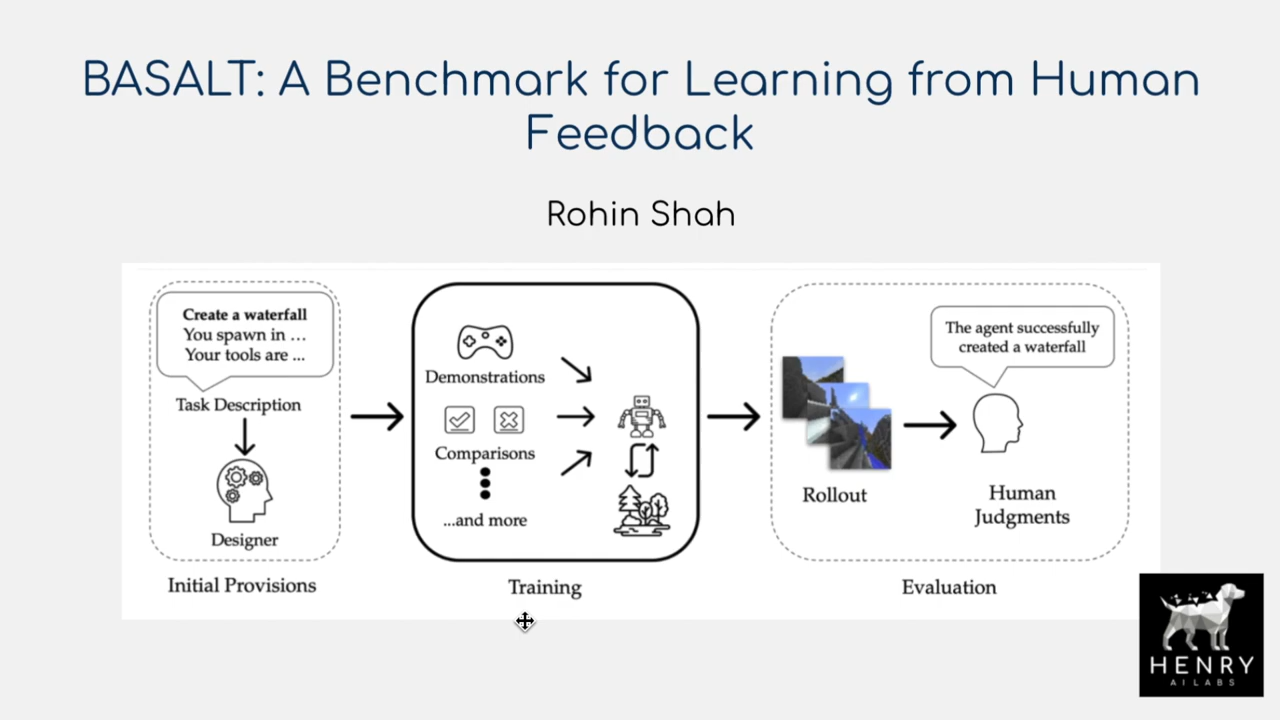 BASALT: A Benchmark for Learning from Human
Feedback
Rohin Shah
Create a waterfall
You spawn in ...
Your tools are ...
Task Description
Designer
Initial Provisions
Demonstrations
Comparisons
...and more
Training
The agent successfully
created a waterfall
Rollout
Human
Judgments
Evaluation
HENRY
AI LABS